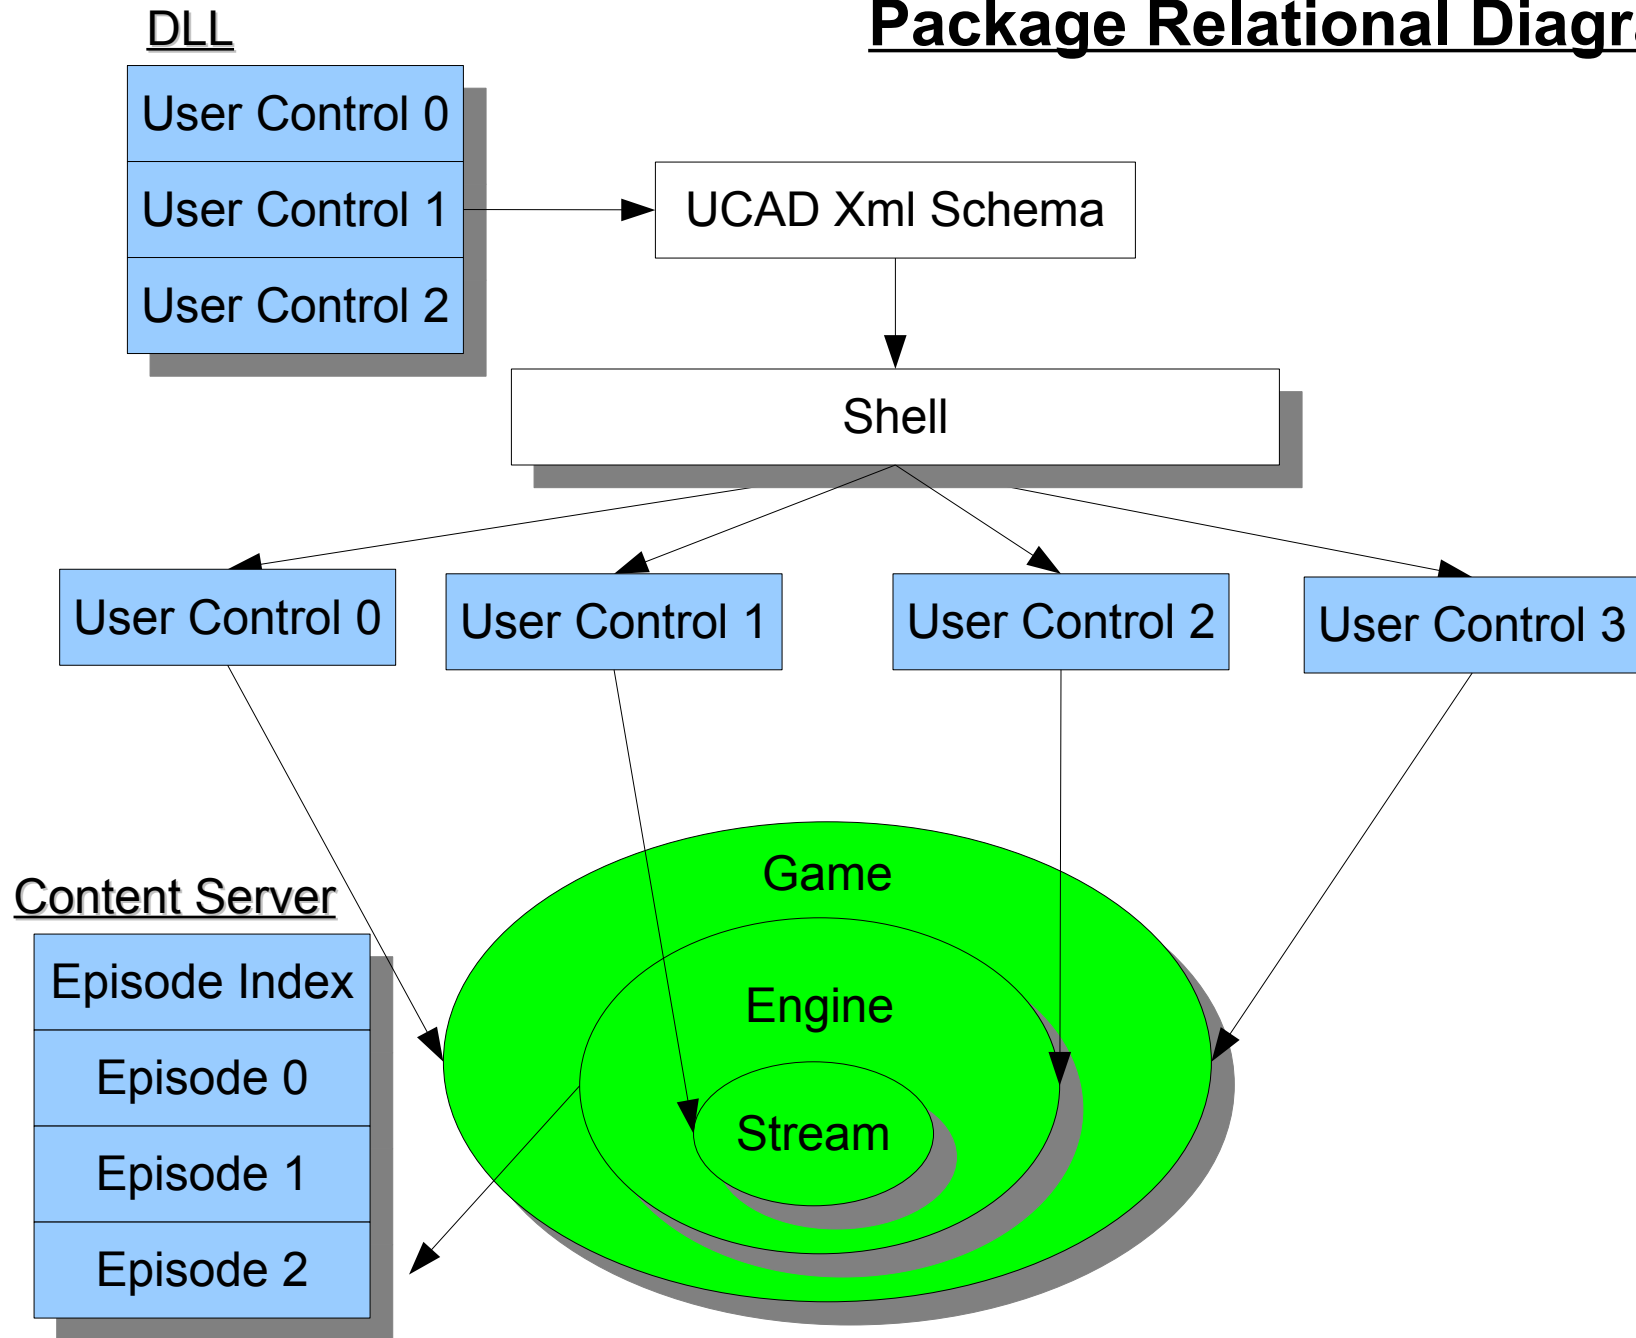 DLL
Package Relational Diagra
User Control 0
User Control 1
User Control 2
UCAD Xml Schema
Shell
User Control 0
User Control 1
User Control 2
User Control 3
Content Server
Episode Index
Episode 0
Episode 1
Episode 2
Game
Engine
Stream